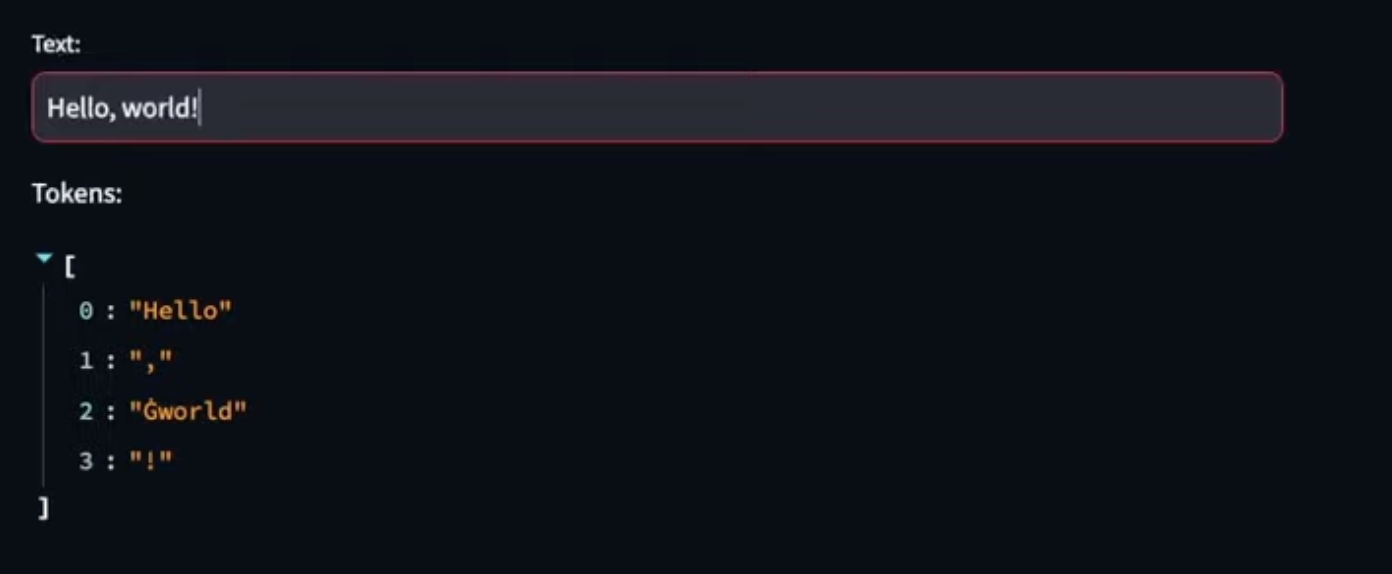 Text:
Hello, world!
Tokens:
[
0 : "Hello"
1 : ","
2 : "Ġworld"
3 : "!"
]